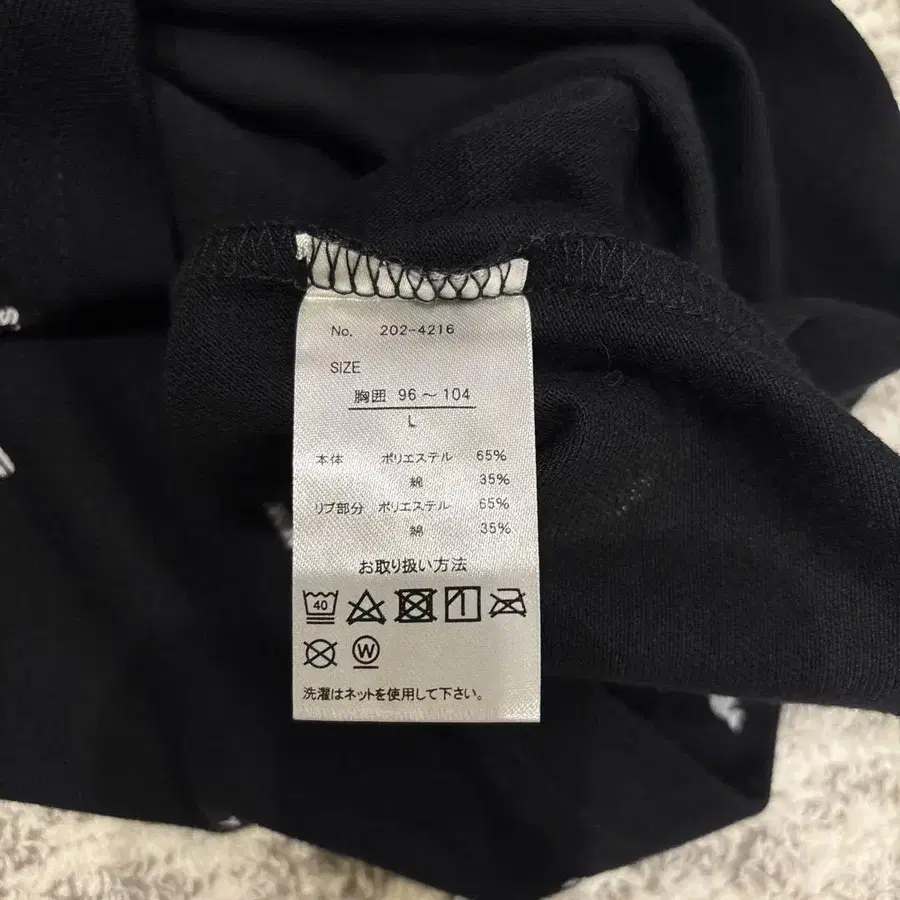 No. 202-4216
SIZE
胸囲 96～104
L
本体 ポリエステル 65%
綿 35%
リブ部分 ポリエステル 65%
綿 35%
お取り扱い方法
40
W
洗濯はネットを使用して下さい。